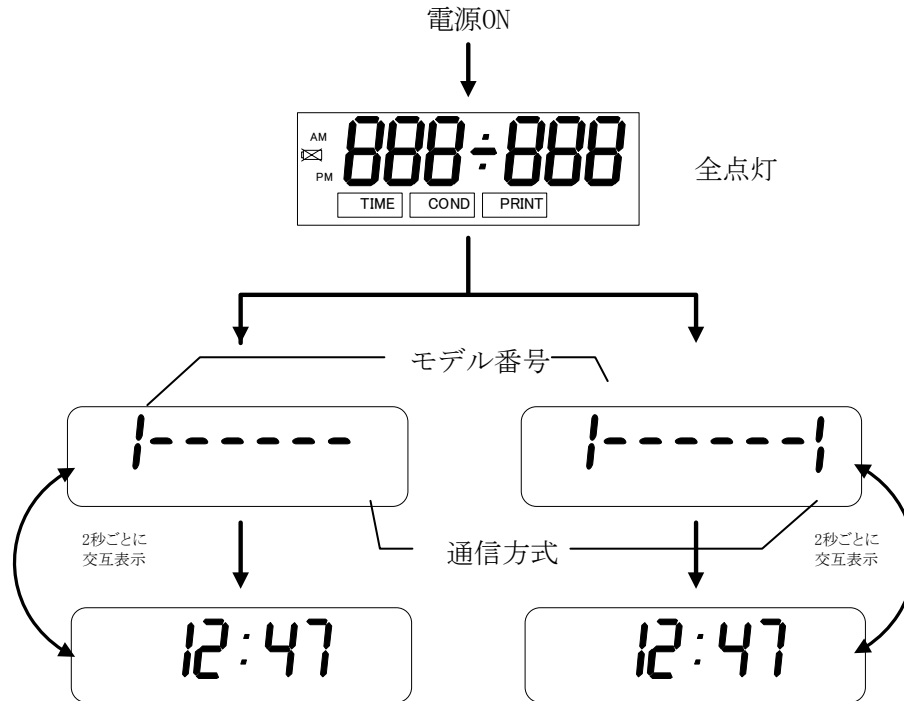 電源ON
AM
PM
888÷888
TIME
COND
PRINT
全点灯
モデル番号
1------
1-----1
2秒ごとに
交互表示
通信方式
2秒ごとに
交互表示
12:47
12:47